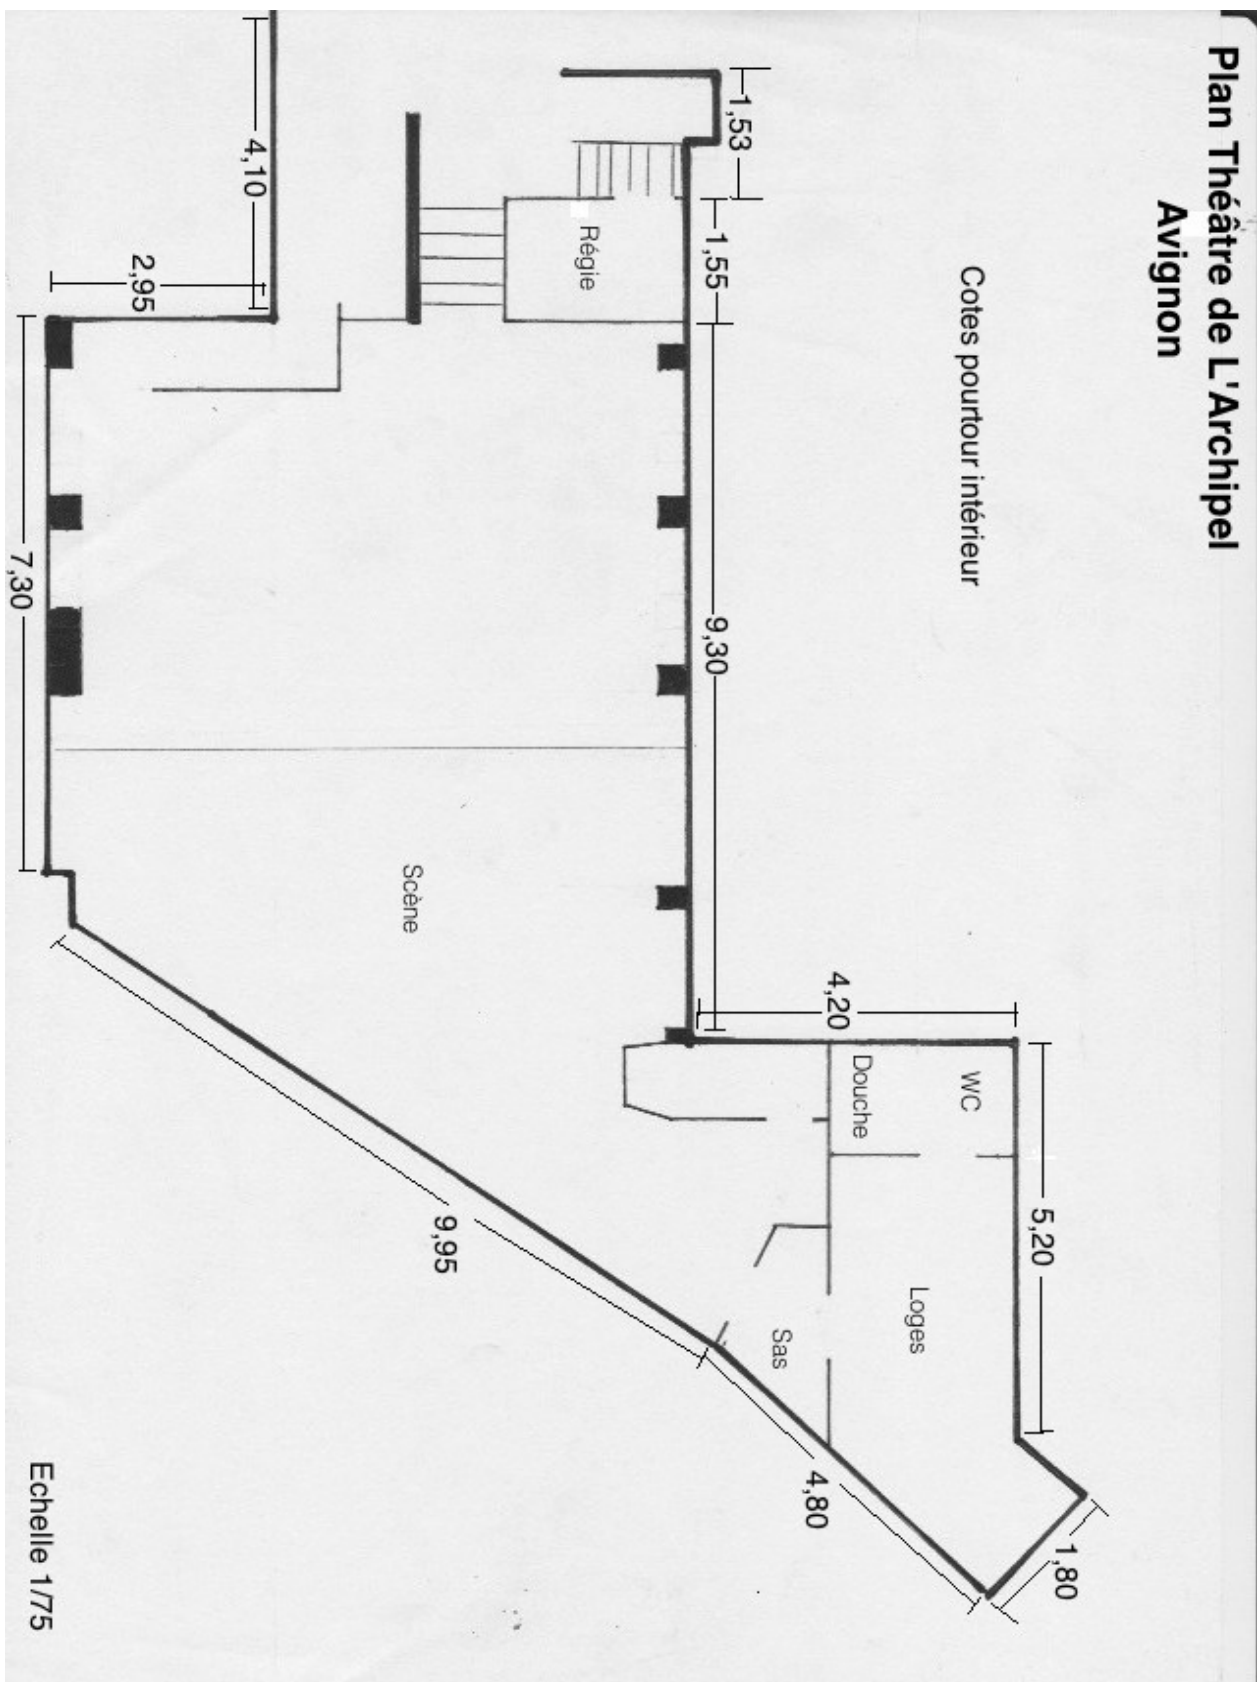 Plan Théâtre de L'Archipel
Avignon
Cotes pourtour intérieur
1,53
1,55
9,30
4,20
5,20
1,80
4,80
9,95
7,30
2,95
4,10
Régie
Scène
WC
Douche
Loges
Sas
Echelle 1/75